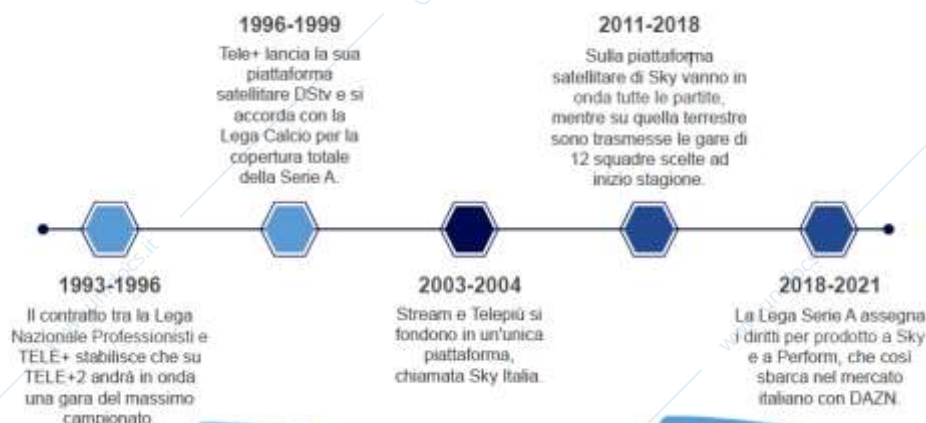 1996-1999
Tele+ lancia la sua
piattaforma
satellitare DStv e si
accorda con la
Lega Calcio per la
copertura totale
della Serie A.
2011-2018
Sulla piattaforma
satellitare di Sky vanno in
onda tutte le partite,
mentre su quella terrestre
sono trasmesse le gare di
12 squadre scelte ad
inizio stagione.
1993-1996
Il contratto tra la Lega
Nazionale Professionisti e
TELE+ stabilisce che su
TELE+2 andrà in onda
una gara del massimo
campionato.
2003-2004
Stream e Telepiù si
fondono in un'unica
piattaforma,
chiamata Sky Italia.
2018-2021
La Lega Serie A assegna
i diritti per prodotto a Sky
e a Perform, che così
sbarca nel mercato
italiano con DAZN.